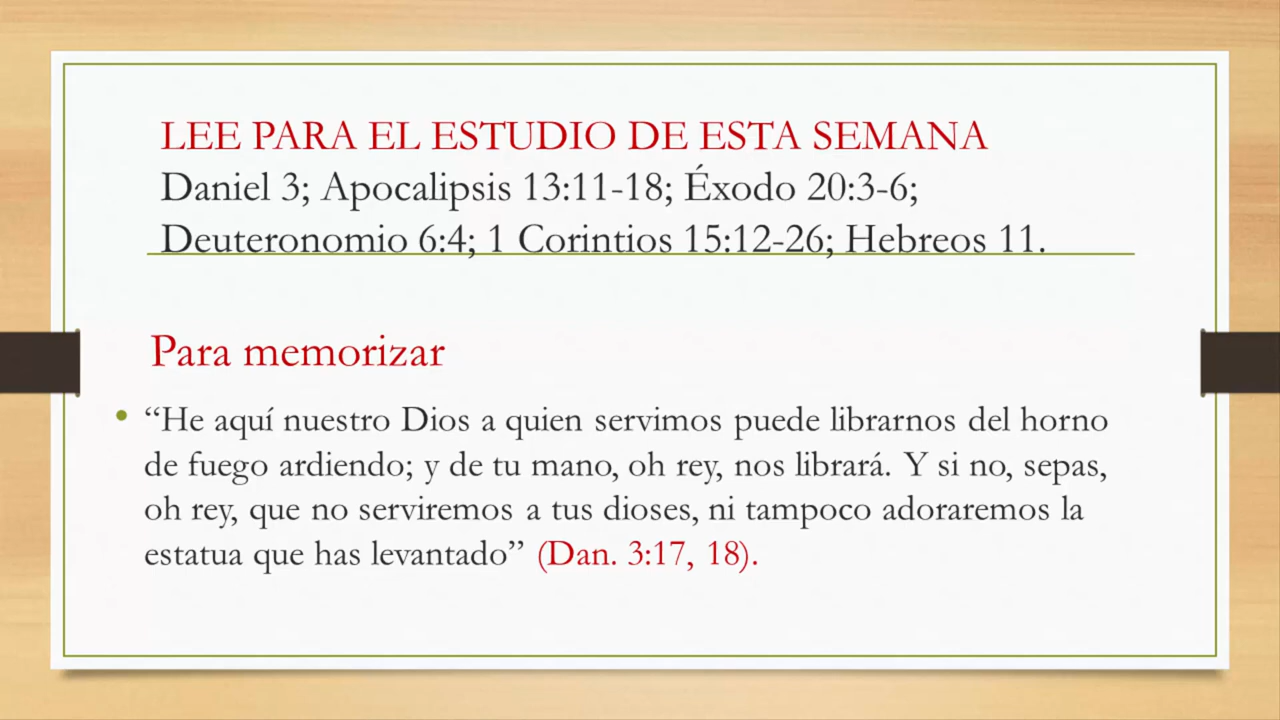 LEE PARA EL ESTUDIO DE ESTA SEMANA
Daniel 3; Apocalipsis 13:11-18; Éxodo 20:3-6;
Deuteronomio 6:4; 1 Corintios 15:12-26; Hebreos 11.
Para memorizar
• “He aquí nuestro Dios a quien servimos puede librarnos del horno
de fuego ardiendo; y de tu mano, oh rey, nos librará. Y si no, sepas,
oh rey, que no serviremos a tus dioses, ni tampoco adoraremos la
estatua que has levantado” (Dan. 3:17, 18).